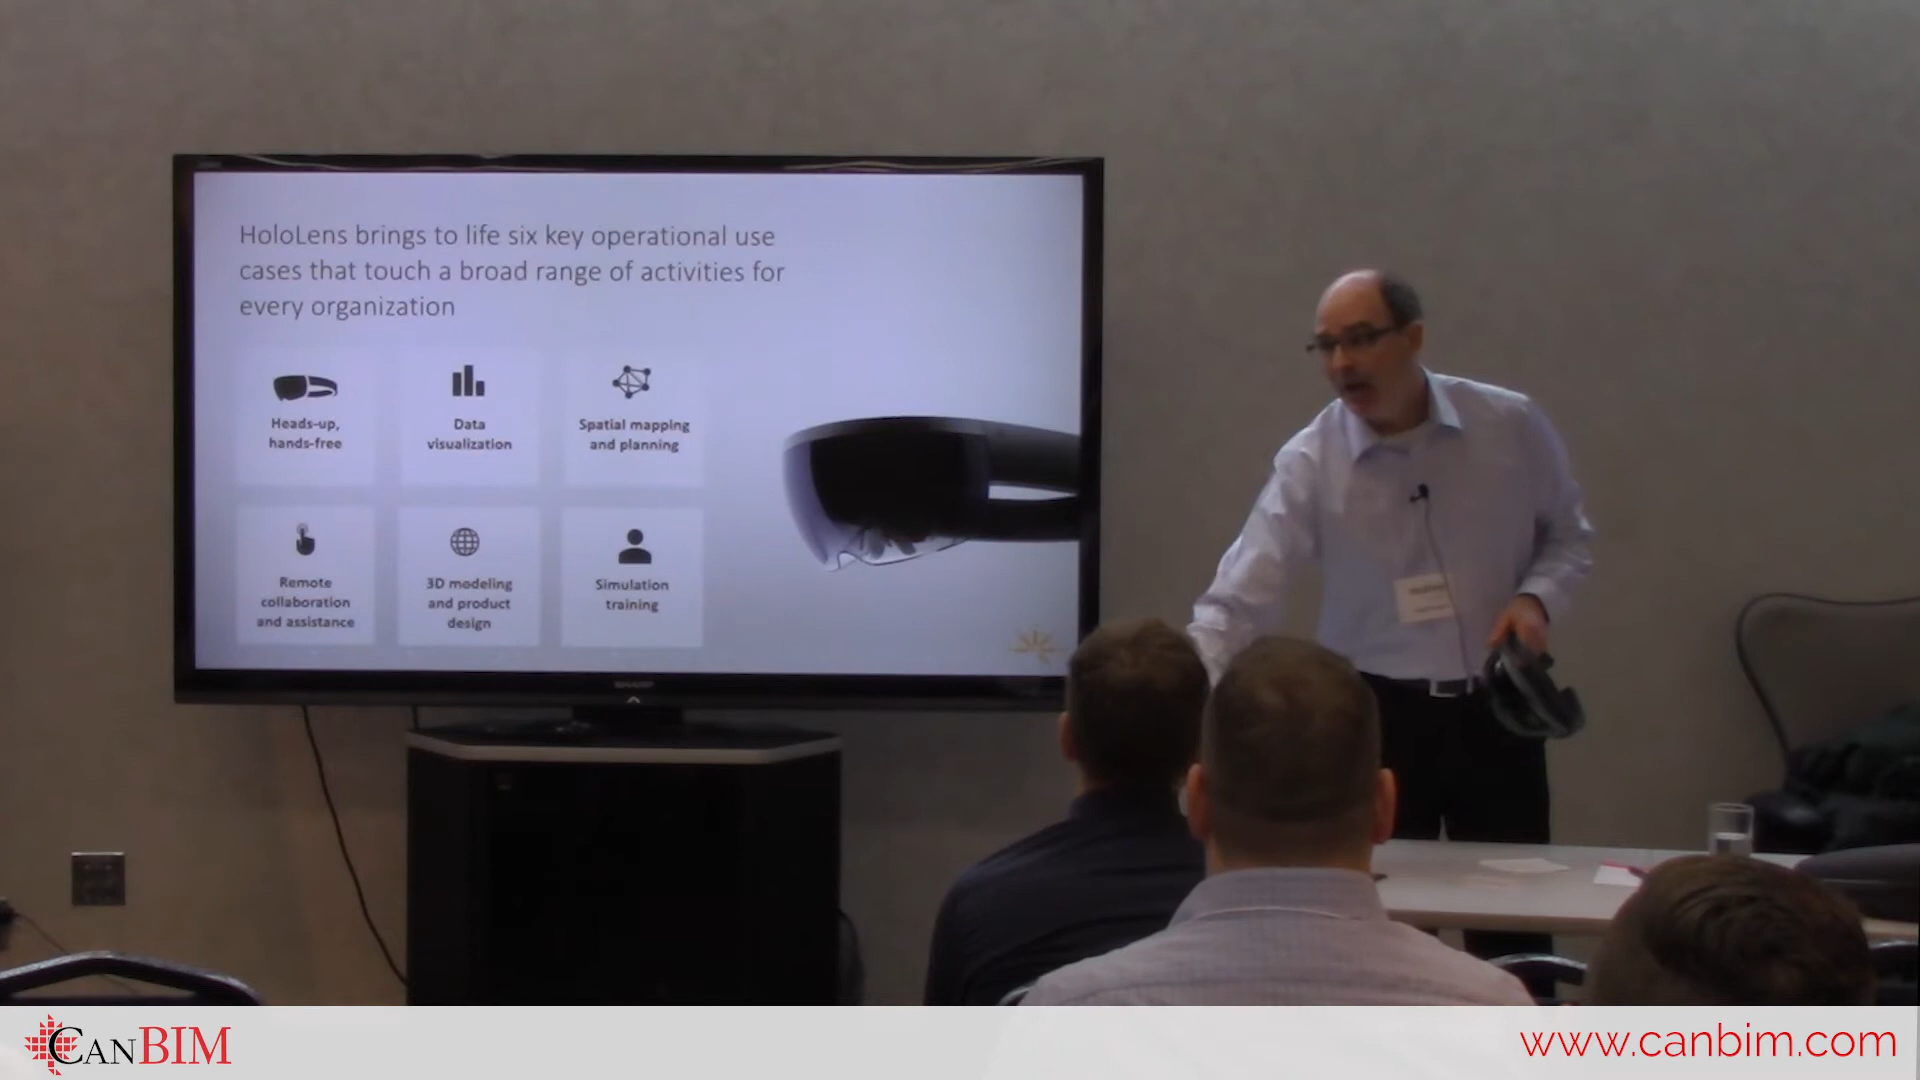 HoloLens brings to life six key operational use
cases that touch a broad range of activities for
every organization
Heads-up,
hands-free
Data
visualization
Spatial mapping
and planning
Remote
collaboration
and assistance
3D modeling
and product
design
Simulation
training
SHARP
CANBIM
www.canbim.com